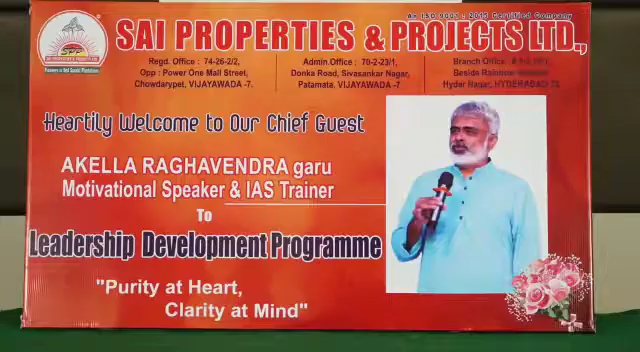 An ISO 9001 : 2015 Certified Company
SAI PROPERTIES & PROJECTS LTD.,
Regd. Office : 74-26-2/2,
Opp : Power One Mall Street,
Chowdarypet, VIJAYAWADA -7.
Admin.Office : 70-2-23/1,
Donka Road, Sivasankar Nagar,
Patamata, VIJAYAWADA -7
Branch Office :
Beside Rainbow
Hyder Nagar, HYDERABAD
Heartily Welcome to Our Chief Guest
AKELLA RAGHAVENDRA garu
Motivational Speaker & IAS Trainer
To
Leadership Development Programme
"Purity at Heart,
Clarity at Mind"